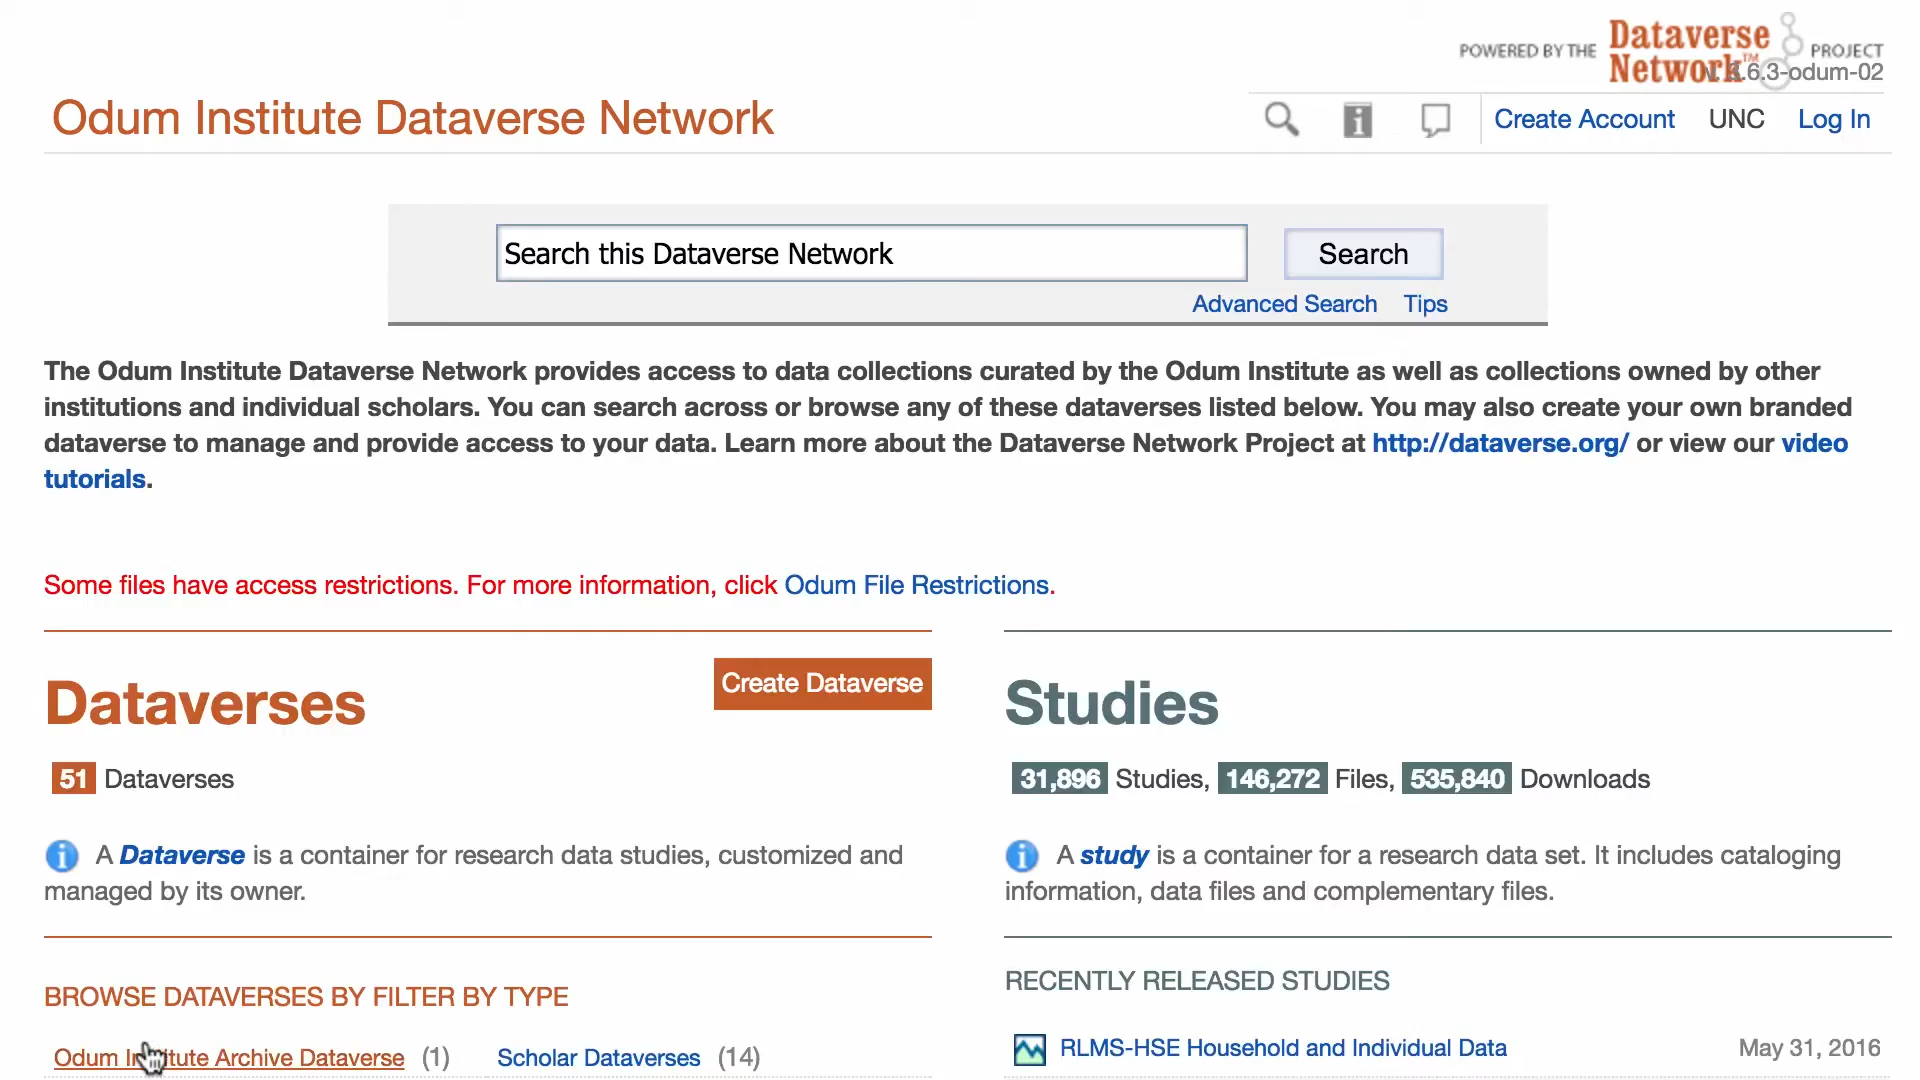 POWERED BY THE Dataverse Network™ PROJECT
v. 3.6.3-odum-02
Odum Institute Dataverse Network
Create Account UNC Log In
Search this Dataverse Network Search
Advanced Search Tips
The Odum Institute Dataverse Network provides access to data collections curated by the Odum Institute as well as collections owned by other
institutions and individual scholars. You can search across or browse any of these dataverses listed below. You may also create your own branded
dataverse to manage and provide access to your data. Learn more about the Dataverse Network Project at http://dataverse.org/ or view our video
tutorials.
Some files have access restrictions. For more information, click Odum File Restrictions.
Dataverses
Create Dataverse
51 Dataverses
A Dataverse is a container for research data studies, customized and
managed by its owner.
BROWSE DATAVERSES BY FILTER BY TYPE
Odum Institute Archive Dataverse (1) Scholar Dataverses (14)
Studies
31,896 Studies, 146,272 Files, 535,840 Downloads
A study is a container for a research data set. It includes cataloging
information, data files and complementary files.
RECENTLY RELEASED STUDIES
RLMS-HSE Household and Individual Data May 31, 2016